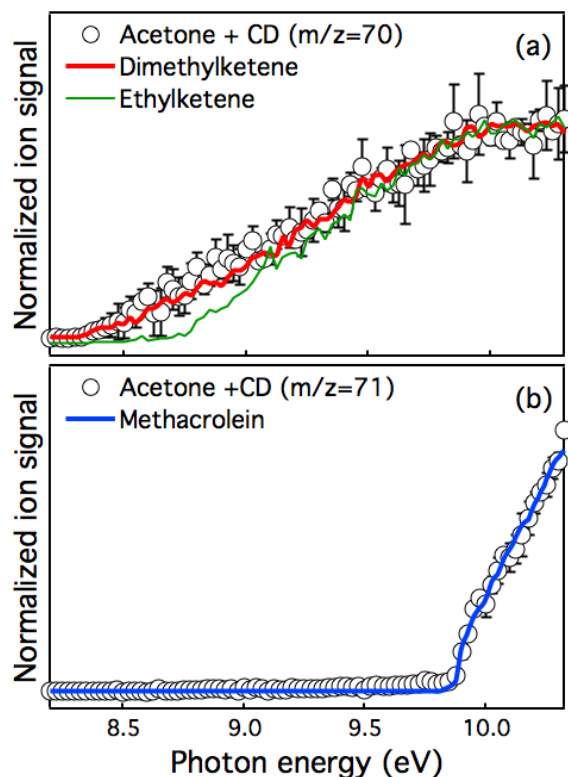 Acetone + CD (m/z=70)
(a)
Dimethylketene
Ethylketene
Normalized ion signal
Acetone +CD (m/z=71)
(b)
Methacrolein
Normalized ion signal
8.5 9.0 9.5 10.0
Photon energy (eV)